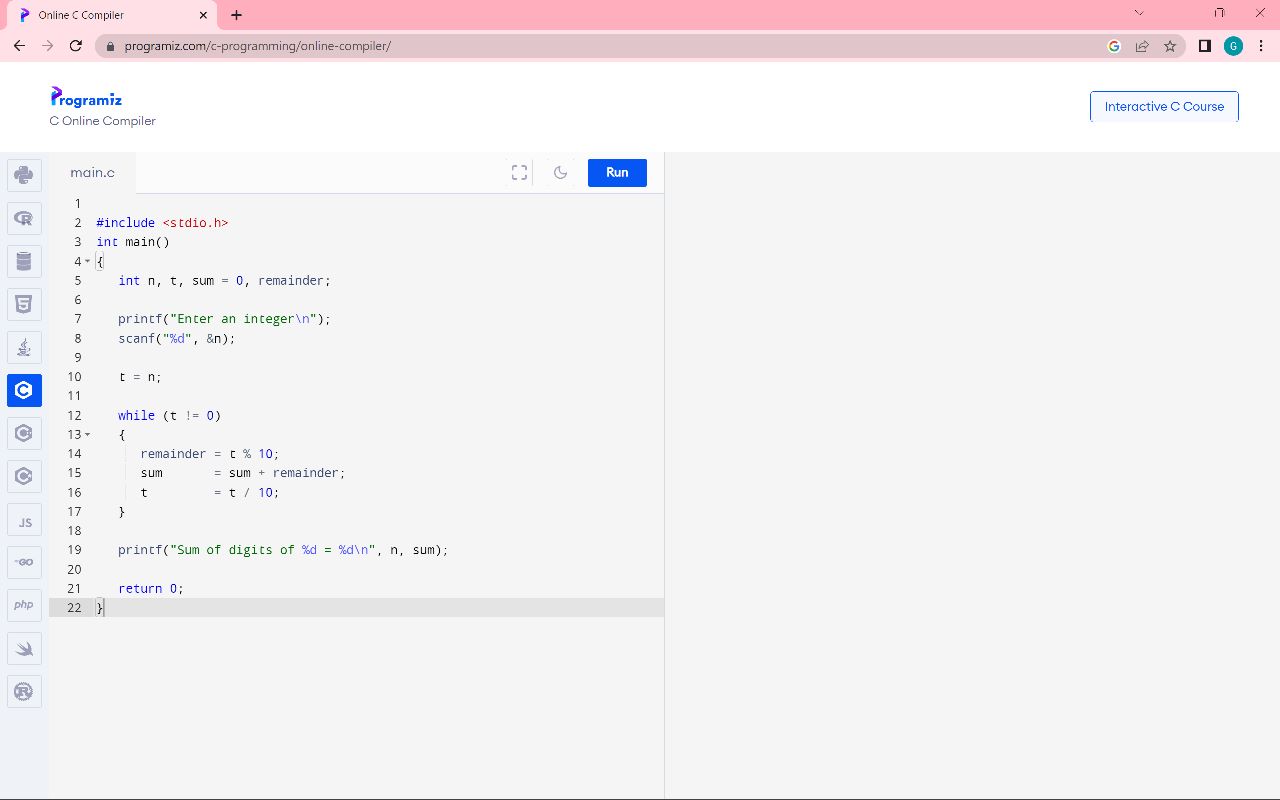 Online C Compiler
programiz.com/c-programming/online-compiler/
G
Programiz
C Online Compiler
Interactive C Course
main.c
Run
1
2 #include <stdio.h>
3 int main()
4 {
5 int n, t, sum = 0, remainder;
6
7 printf("Enter an integer\n");
8 scanf("%d", &n);
9
10 t = n;
11
12 while (t != 0)
13 {
14 remainder = t % 10;
15 sum = sum + remainder;
16 t = t / 10;
17 }
18
19 printf("Sum of digits of %d = %d\n", n, sum);
20
21 return 0;
22 }
R
5
C
C
C
JS
GO
php
R